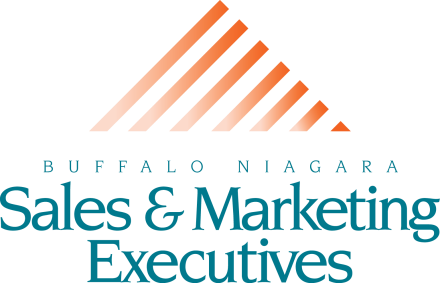 BUFFALO NIAGARA
Sales & Marketing
Executives